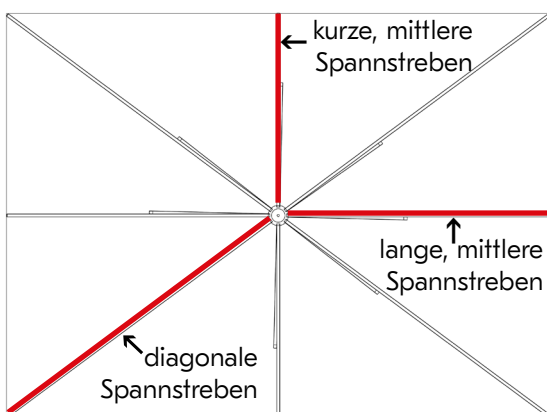 kurze, mittlere
Spannstreben
lange, mittlere
Spannstreben
diagonale
Spannstreben